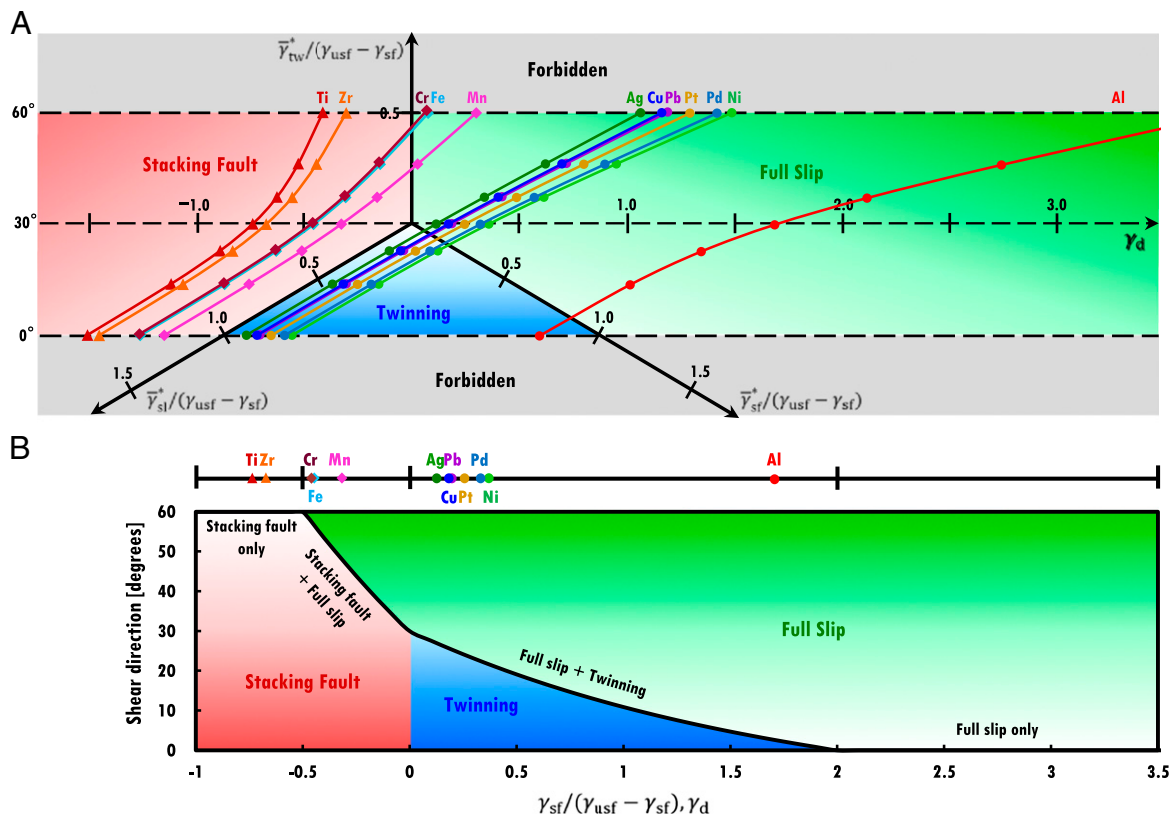 A
γ̅*tw/(γusf − γsf)
Forbidden
60°
Ti Zr Cr Fe Mn 0.5 Ag Cu Pb Pt Pd Ni Al
Stacking Fault
Full Slip
−1.0 1.0 2.0 3.0
30°
γd
0.5 0.5
Twinning
1.0 1.0
0°
Forbidden
1.5 1.5
γ̅*sl/(γusf − γsf)
γ̅*sf/(γusf − γsf)
B
Ti Zr Cr Mn Ag Pb Pd Al
Fe Cu Pt Ni
Shear direction [degrees]
60
50
40
30
20
10
0
Stacking fault
only
Stacking fault
+ Full slip
Full Slip
Full slip + Twinning
Stacking Fault
Twinning
Full slip only
-1 -0.5 0 0.5 1 1.5 2 2.5 3 3.5
γsf/(γusf − γsf), γd